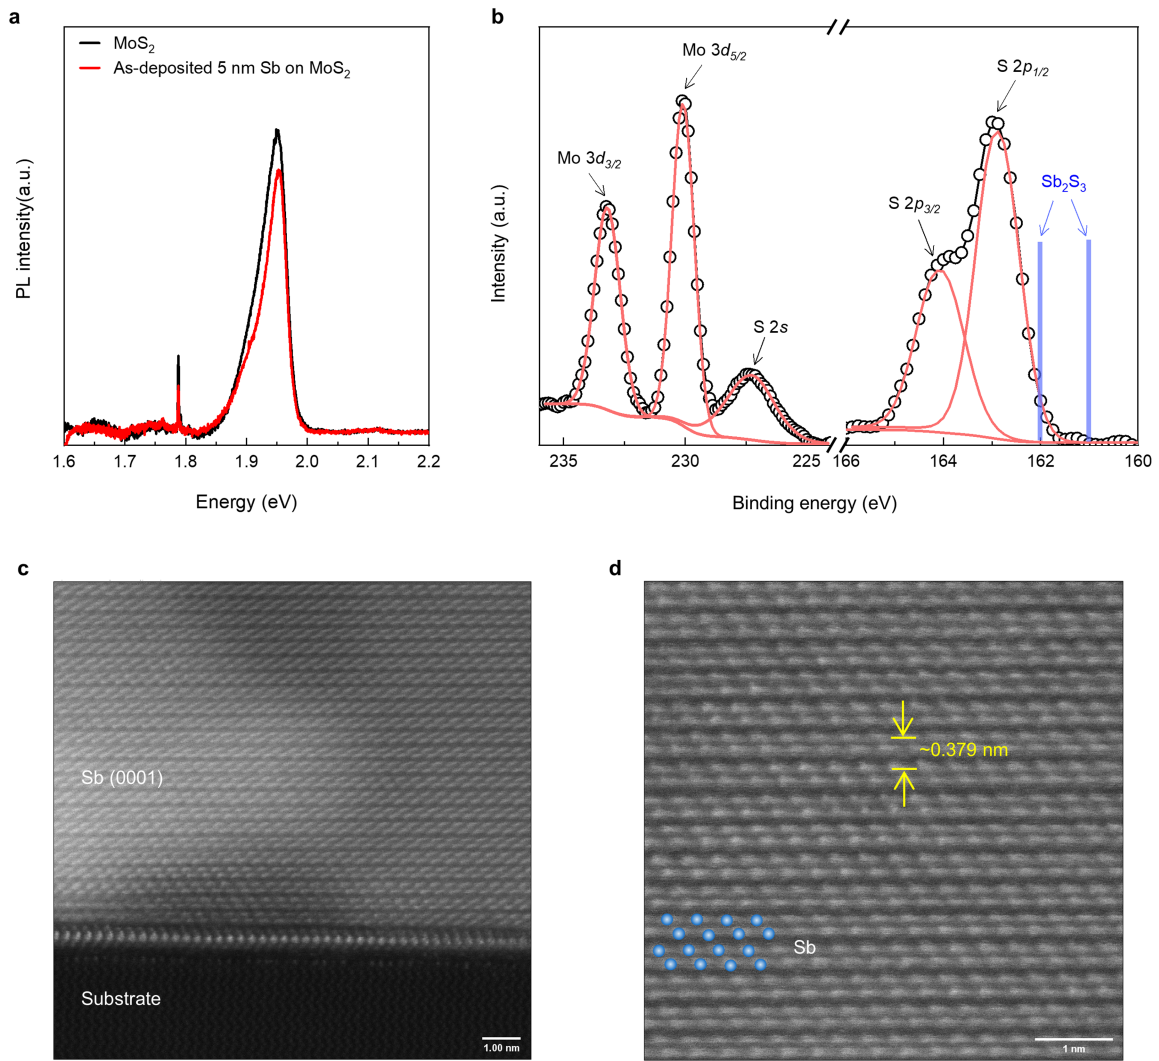 a
MoS2
As-deposited 5 nm Sb on MoS2
PL intensity(a.u.)
1.6 1.7 1.8 1.9 2.0 2.1 2.2
Energy (eV)
b
Mo 3d5/2
S 2p1/2
Mo 3d3/2
Sb2S3
S 2p3/2
S 2s
Intensity (a.u.)
235 230 225 166 164 162 160
Binding energy (eV)
c
Sb (0001)
Substrate
1.00 nm
d
~0.379 nm
Sb
1 nm